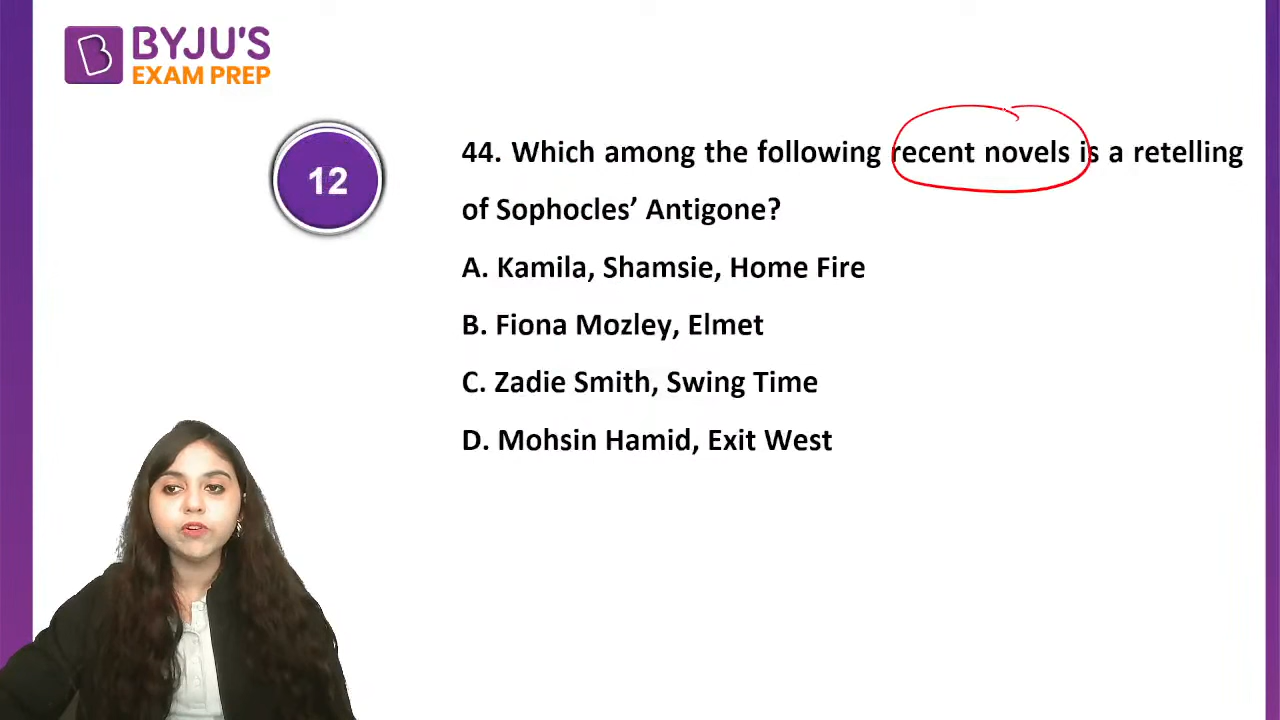 BYJU'S
EXAM PREP
12
44. Which among the following recent novels is a retelling
of Sophocles’ Antigone?
A. Kamila, Shamsie, Home Fire
B. Fiona Mozley, Elmet
C. Zadie Smith, Swing Time
D. Mohsin Hamid, Exit West